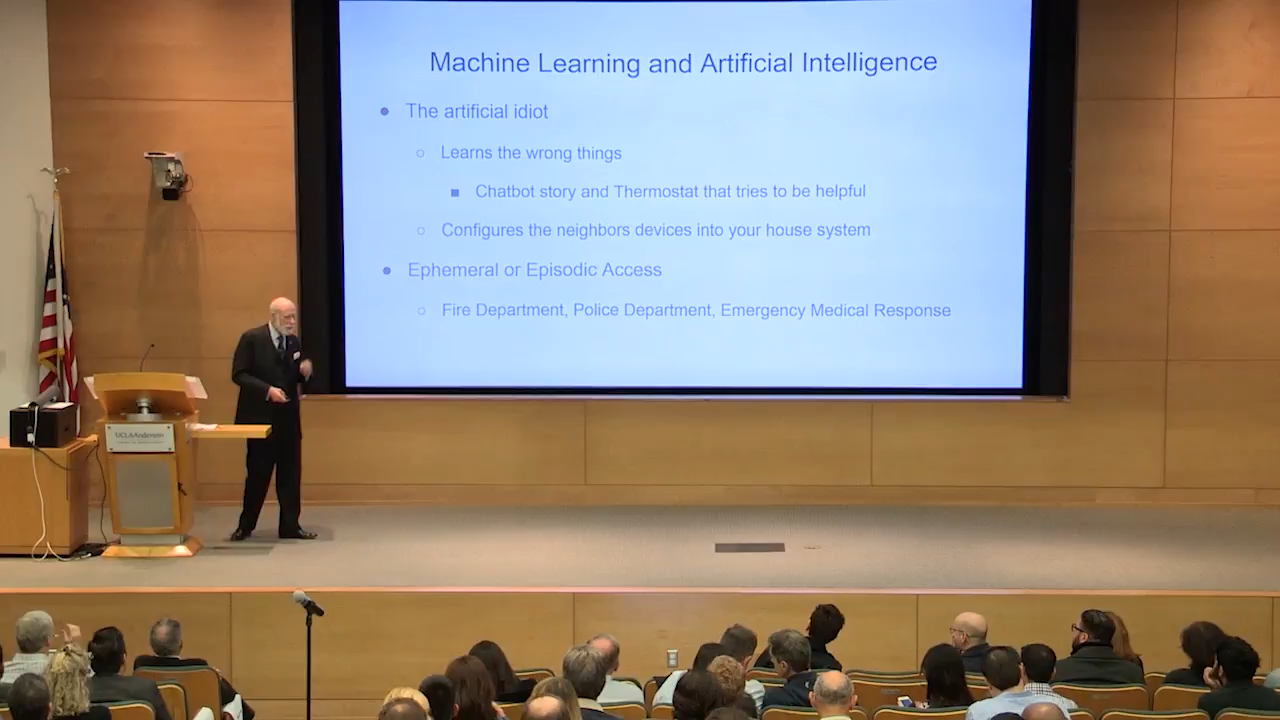 Machine Learning and Artificial Intelligence
The artificial idiot
Learns the wrong things
Chatbot story and Thermostat that tries to be helpful
Configures the neighbors devices into your house system
Ephemeral or Episodic Access
Fire Department, Police Department, Emergency Medical Response
UCLAAnderson